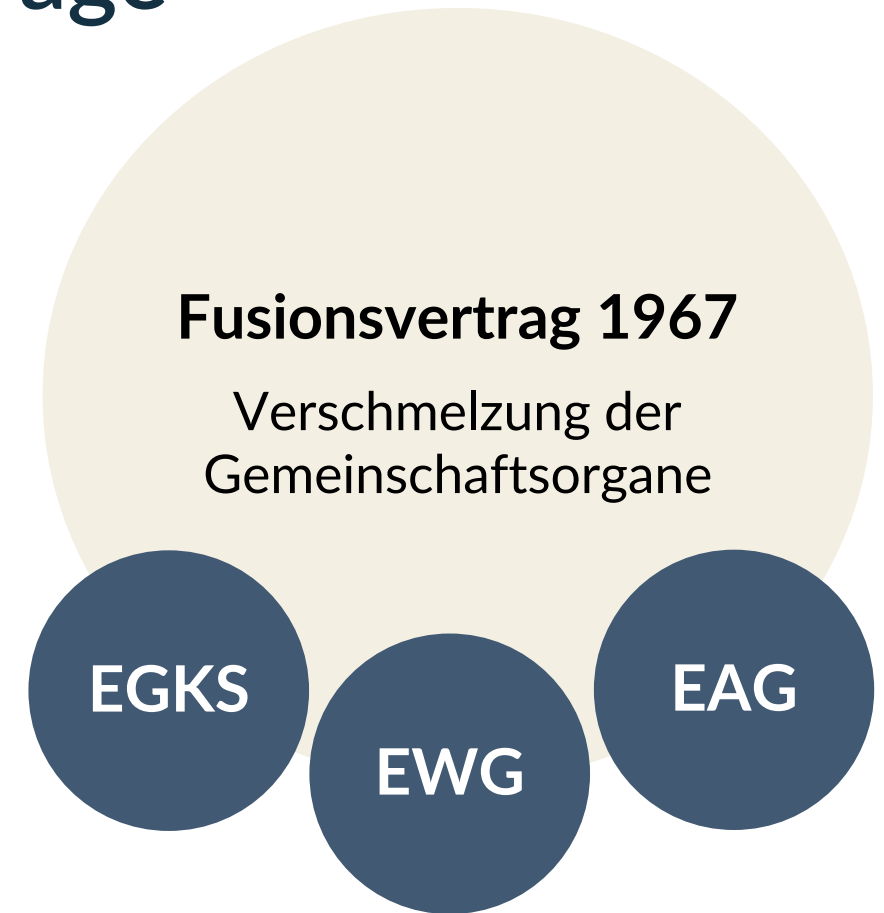 Fusionsvertrag 1967
Verschmelzung der
Gemeinschaftsorgane
EGKS
EWG
EAG